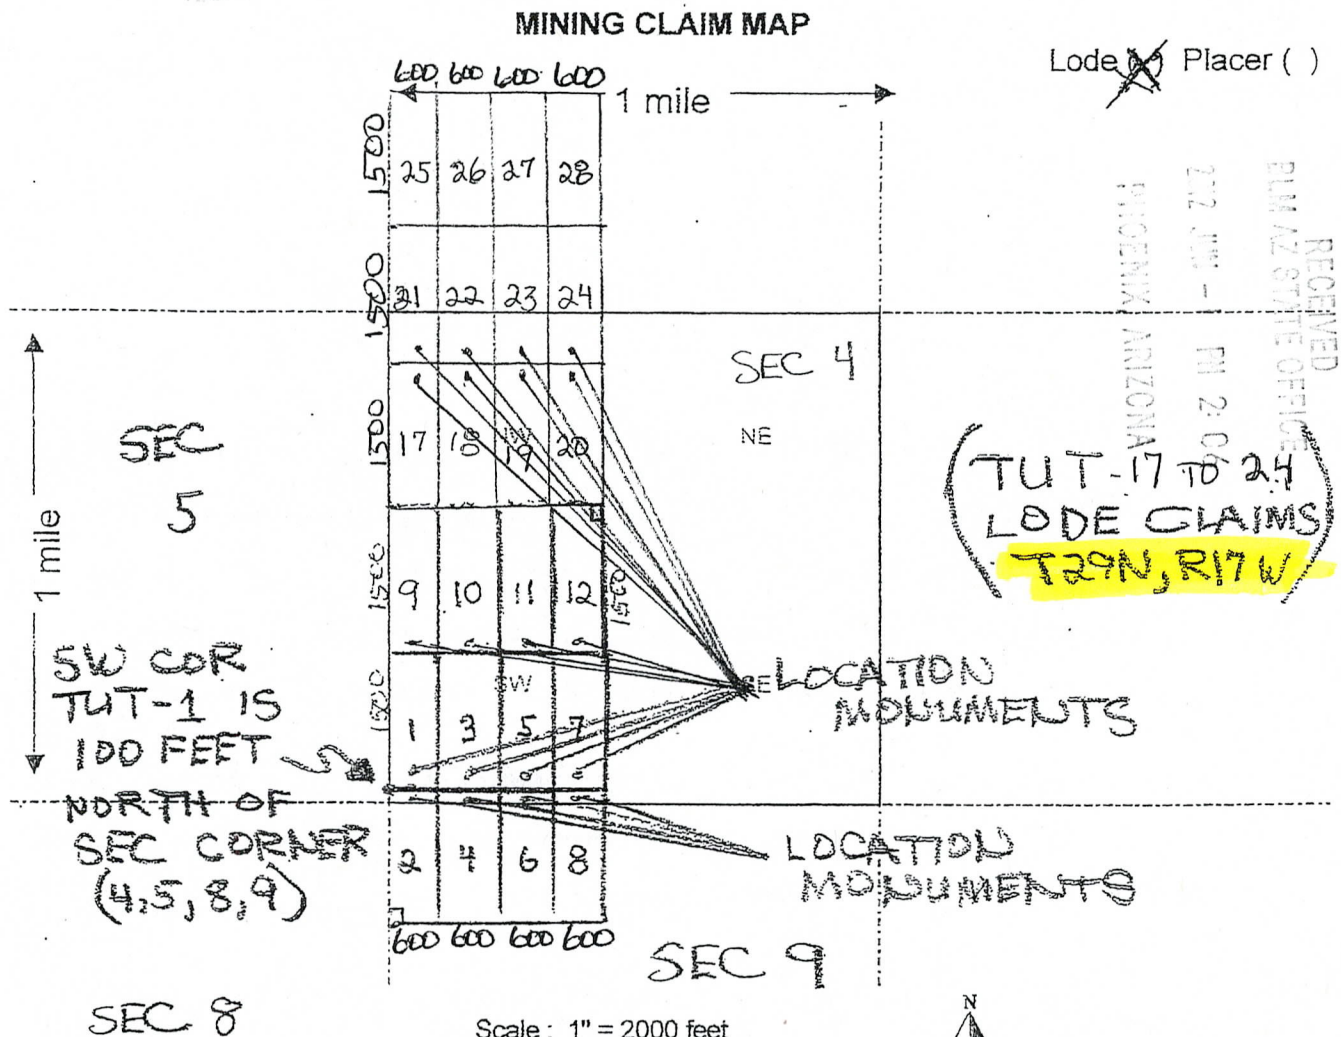 MINING CLAIM MAP
Lode (X) Placer ( )
600 600 600 600
1 mile
1500
25 26 27 28
1500
21 22 23 24
SEC 4
NE
SEC
5
1500
17 18 19 20
1 mile
(TUT-17 TO 24
LODE CLAIMS
T29N, R17W)
RECEIVED
BLM AZ STATE OFFICE
PHOENIX ARIZONA
1500
9 10 11 12
1500
SW COR
TUT-1 IS
100 FEET
NORTH OF
SEC CORNER
(4,5,8,9)
1500
SW
SE
1 3 5 7
LOCATION
MONUMENTS
2 4 6 8
LOCATION
MONUMENTS
600 600 600 600
SEC 9
SEC 8
Scale : 1" = 2000 feet
N